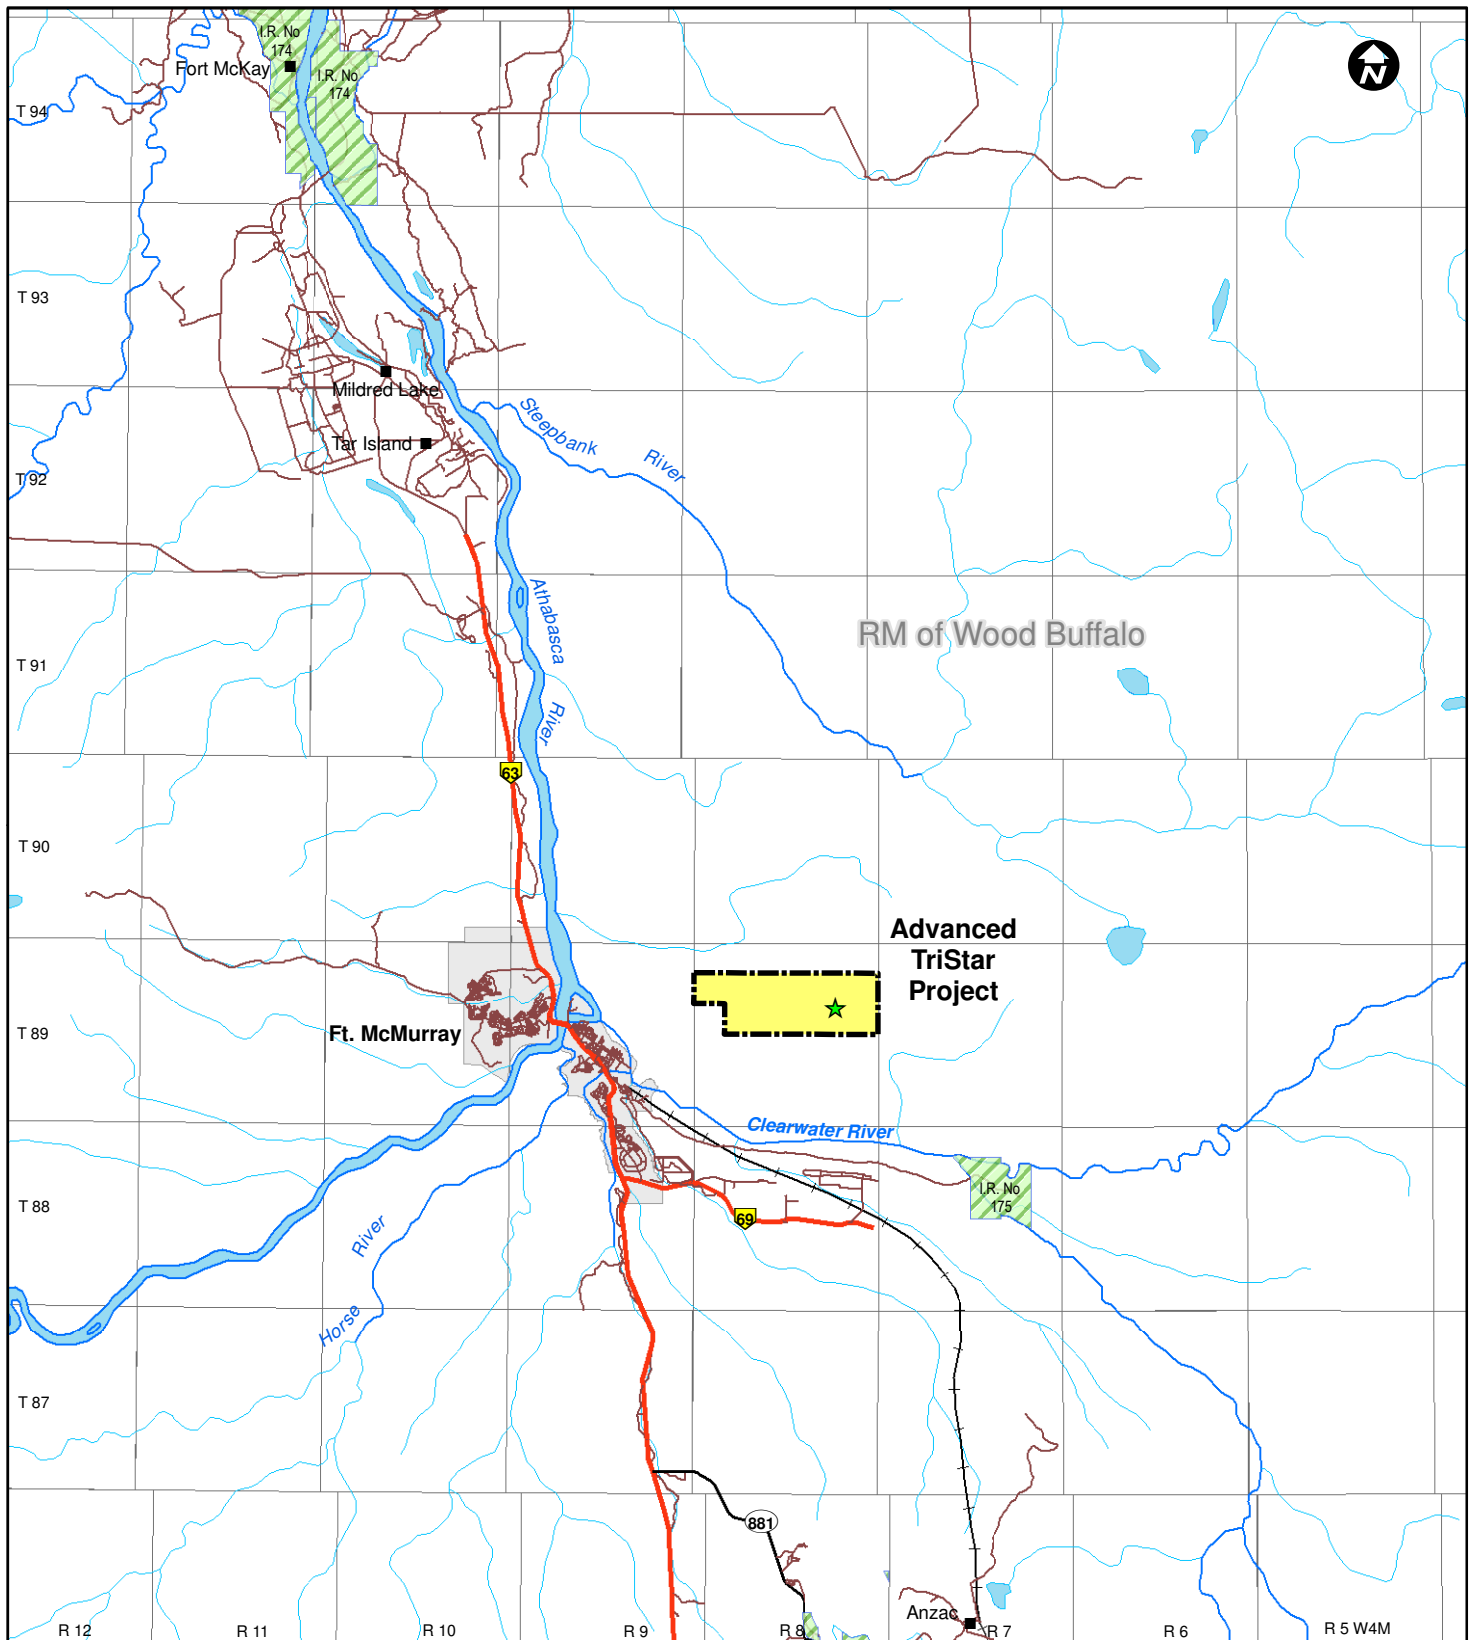 I.R. No
174
Fort McKay
I.R. No
174
N
T 94
T 93
Mildred Lake
Steepbank
River
Tar Island
T 92
Athabasca
River
RM of Wood Buffalo
T 91
63
T 90
Advanced
TriStar
Project
Ft. McMurray
T 89
Clearwater River
I.R. No
175
T 88
69
River
Horse
T 87
881
Anzac
R 12
R 11
R 10
R 9
R 8
R 7
R 6
R 5 W4M